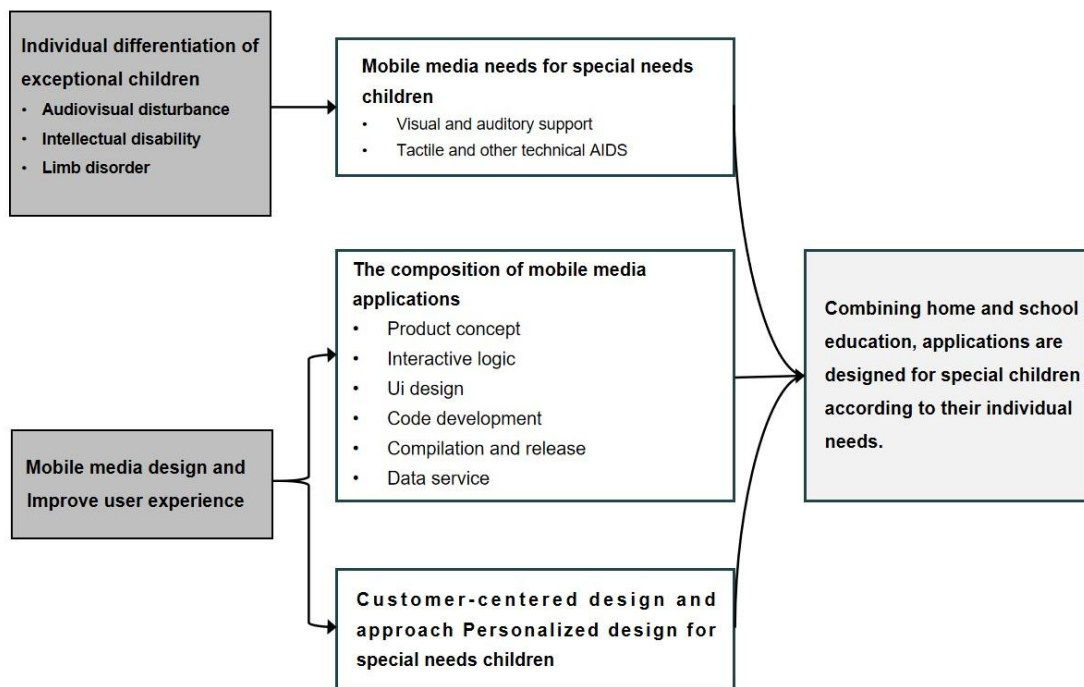 Individual differentiation of
exceptional children
• Audiovisual disturbance
• Intellectual disability
• Limb disorder
Mobile media needs for special needs
children
• Visual and auditory support
• Tactile and other technical AIDS
The composition of mobile media
applications
• Product concept
• Interactive logic
• Ui design
• Code development
• Compilation and release
• Data service
Mobile media design and
Improve user experience
Customer-centered design and
approach Personalized design for
special needs children
Combining home and school
education, applications are
designed for special children
according to their individual
needs.